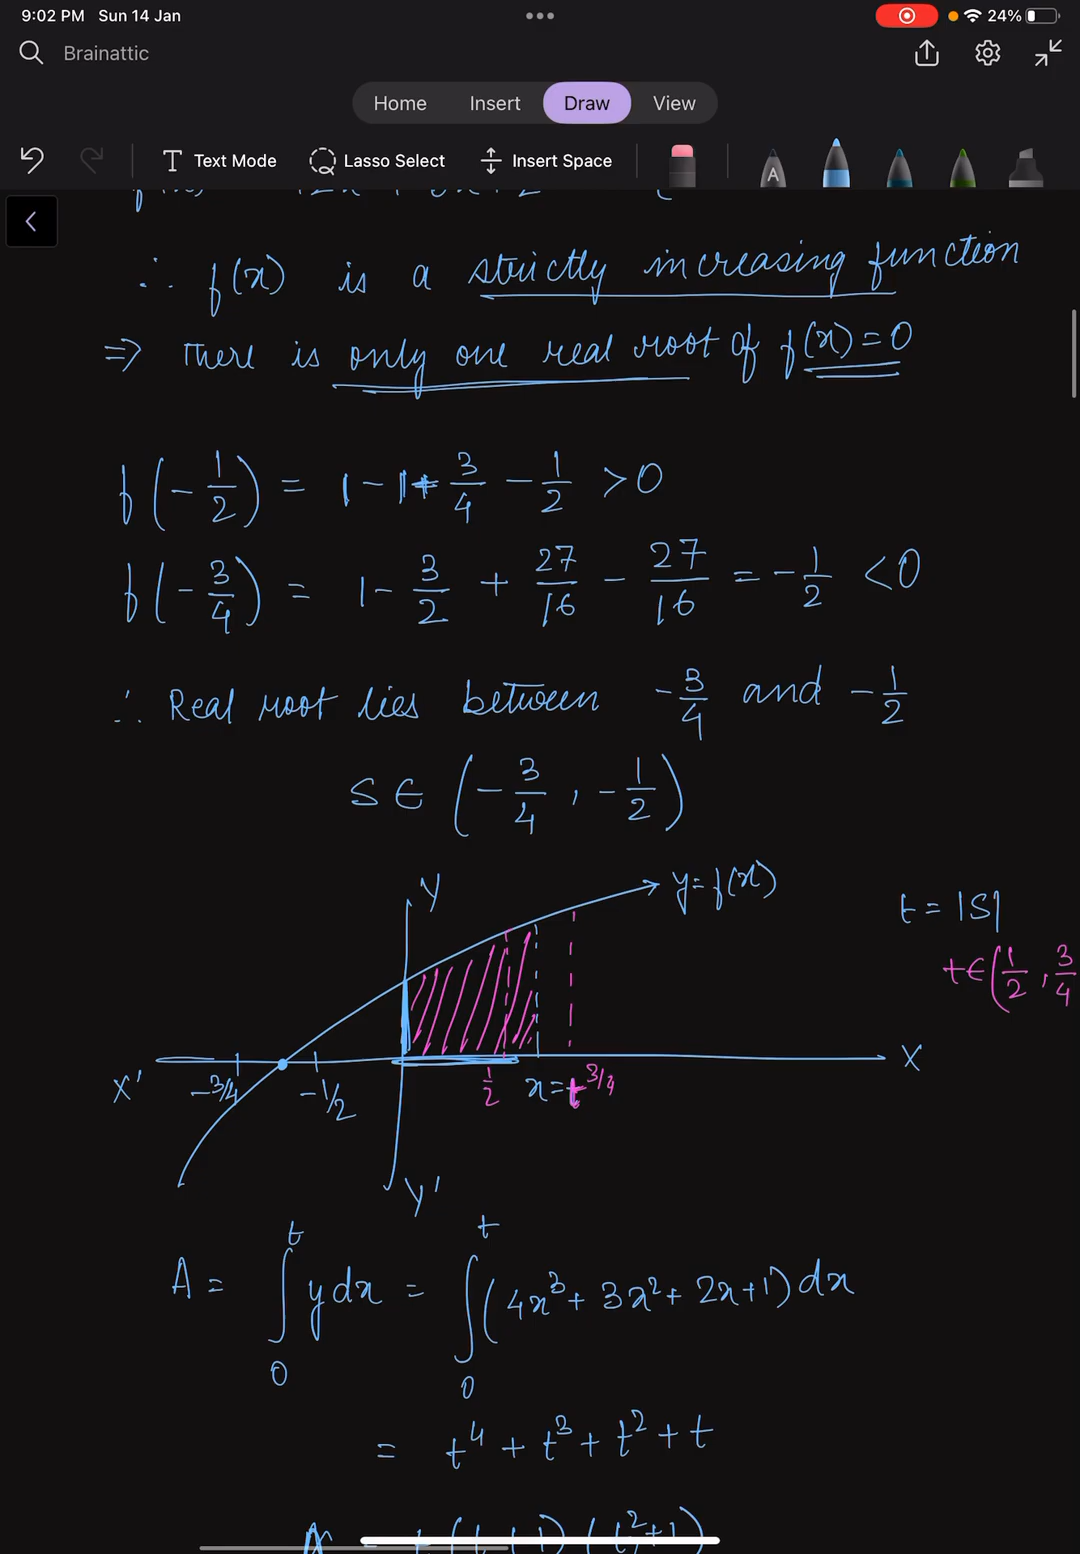 9:02 PM Sun 14 Jan
24%
Brainattic
Home Insert Draw View
Text Mode Lasso Select Insert Space
A
∴ f(x) is a strictly increasing function
⇒ There is only one real root of f(x) = 0
f(-1/2) = 1 - 1 + 3/4 - 1/2 > 0
f(-3/4) = 1 - 3/2 + 27/16 - 27/16 = -1/2 < 0
∴ Real root lies between -3/4 and -1/2
S ∈ (-3/4, -1/2)
Y
y = f(x)
t = |S|
t ∈ (1/2, 3/4
X
X' -3/4 -1/2 1/2 x = t 3/4
Y'
A = ∫₀ᵗ y dx = ∫₀ᵗ (4x³ + 3x² + 2x + 1) dx
= t⁴ + t³ + t² + t